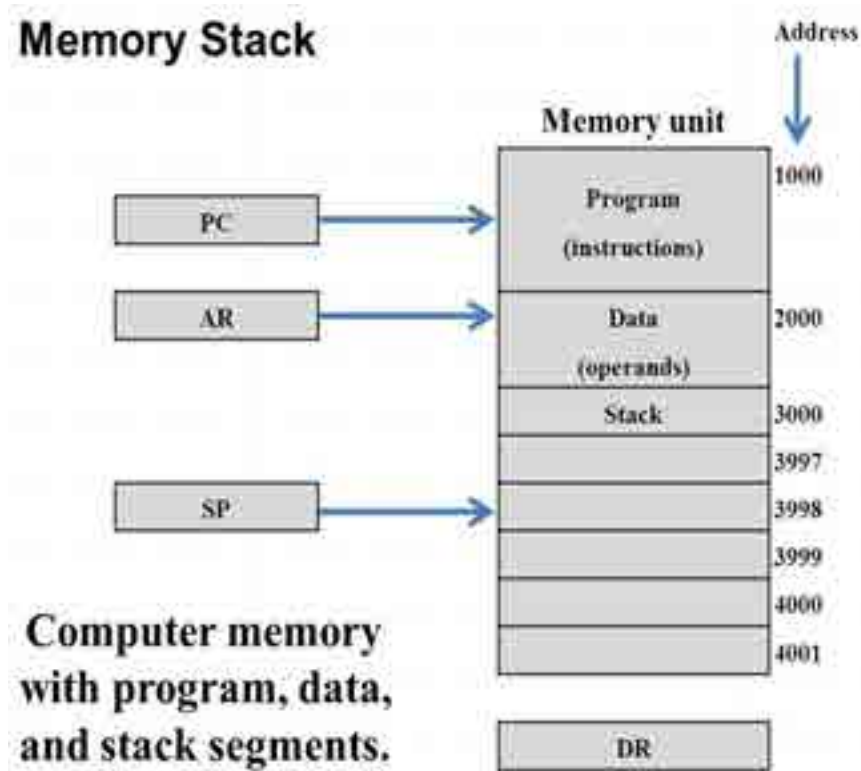 Memory Stack
Address
Memory unit
1000
PC
Program
(instructions)
AR
Data
2000
(operands)
Stack
3000
3997
SP
3998
3999
4000
4001
Computer memory
with program, data,
and stack segments.
DR